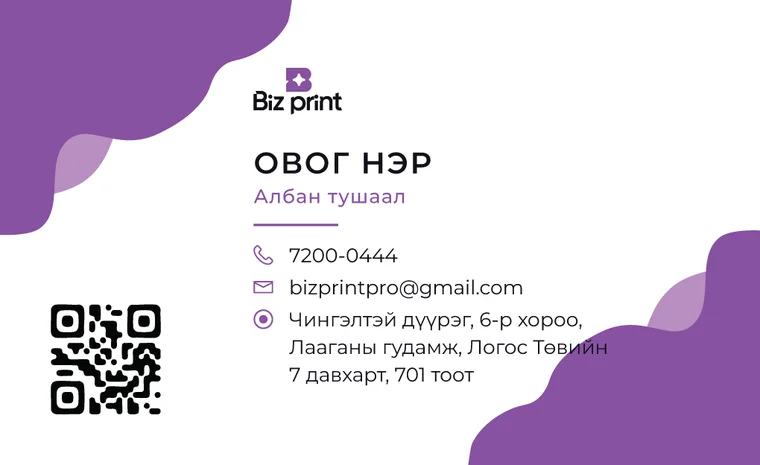 Biz print
ОВОГ НЭР
Албан тушаал
7200-0444
bizprintpro@gmail.com
Чингэлтэй дүүрэг, 6-р хороо,
Лааганы гудамж, Логос Төвийн
7 давхарт, 701 тоот